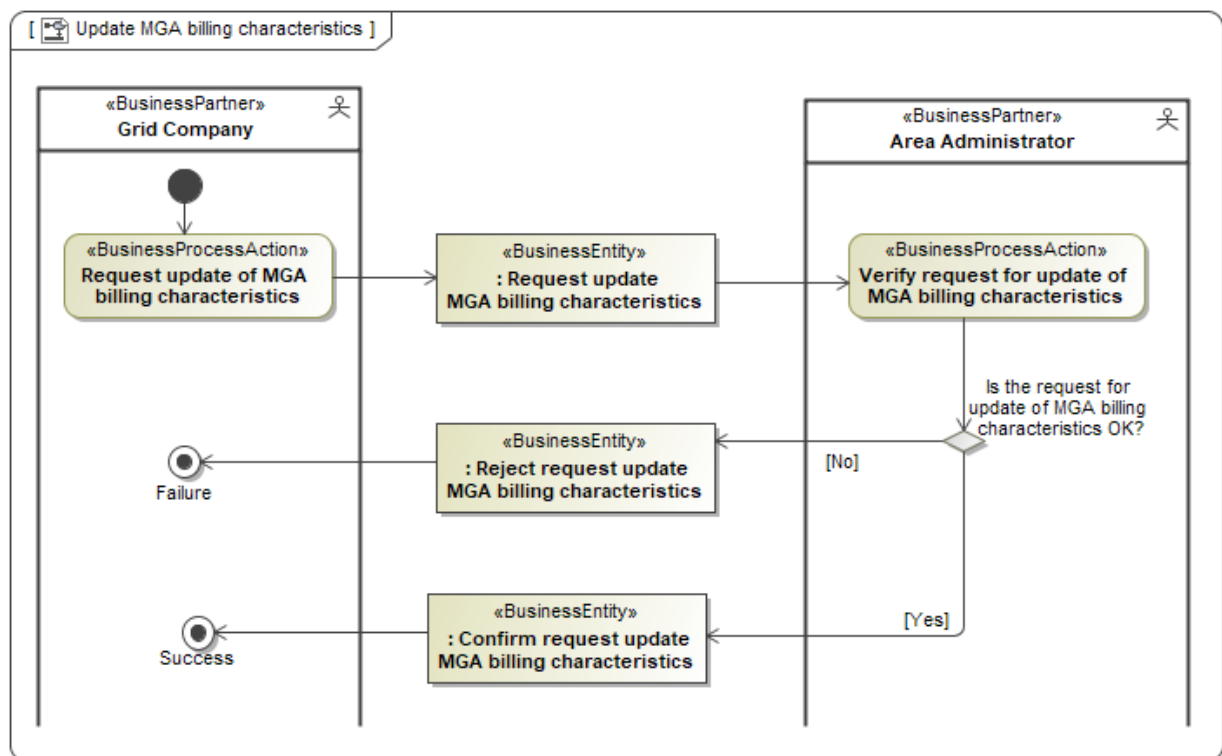 [ Update MGA billing characteristics ]
«BusinessPartner»
Grid Company
«BusinessPartner»
Area Administrator
«BusinessProcessAction»
Request update of MGA
billing characteristics
«BusinessEntity»
: Request update
MGA billing characteristics
«BusinessProcessAction»
Verify request for update of
MGA billing characteristics
Is the request for
update of MGA billing
characteristics OK?
«BusinessEntity»
: Reject request update
MGA billing characteristics
[No]
Failure
«BusinessEntity»
: Confirm request update
MGA billing characteristics
[Yes]
Success